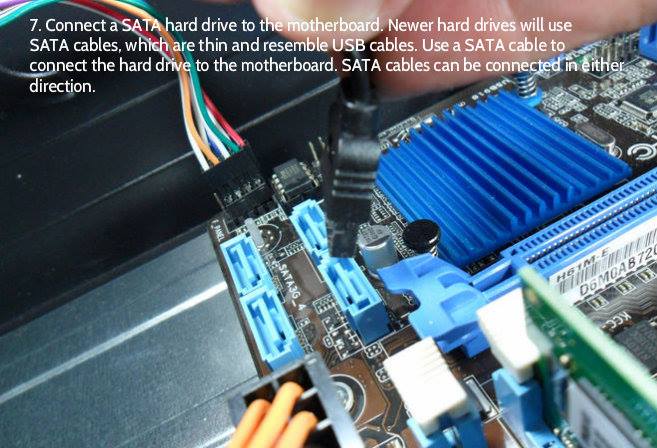 7. Connect a SATA hard drive to the motherboard. Newer hard drives will use
SATA cables, which are thin and resemble USB cables. Use a SATA cable to
connect the hard drive to the motherboard. SATA cables can be connected in either
direction.
PANEL
SATA3G_4
H61M-E